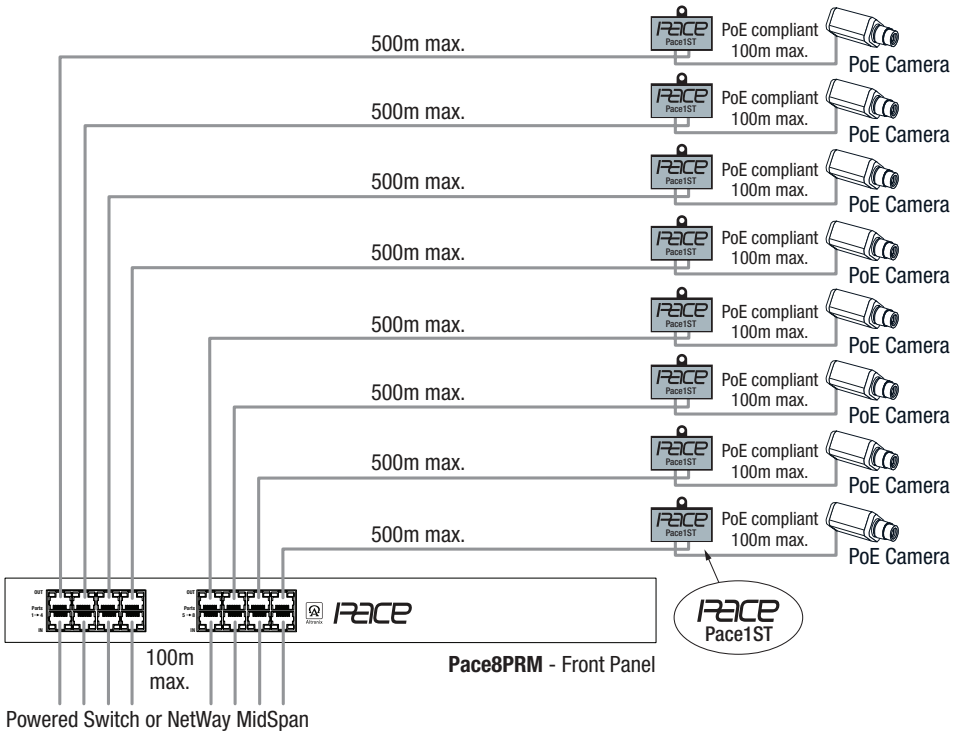 500m max.
PACE
Pace1ST
PoE compliant
100m max.
PoE Camera
500m max.
PACE
Pace1ST
PoE compliant
100m max.
PoE Camera
500m max.
PACE
Pace1ST
PoE compliant
100m max.
PoE Camera
500m max.
PACE
Pace1ST
PoE compliant
100m max.
PoE Camera
500m max.
PACE
Pace1ST
PoE compliant
100m max.
PoE Camera
500m max.
PACE
Pace1ST
PoE compliant
100m max.
PoE Camera
500m max.
PACE
Pace1ST
PoE compliant
100m max.
PoE Camera
500m max.
PACE
Pace1ST
PoE compliant
100m max.
PoE Camera
OUT
Ports
1 → 4
IN
OUT
Ports
5 → 8
IN
Altronix
PACE
PACE
Pace1ST
100m
max.
Pace8PRM - Front Panel
Powered Switch or NetWay MidSpan